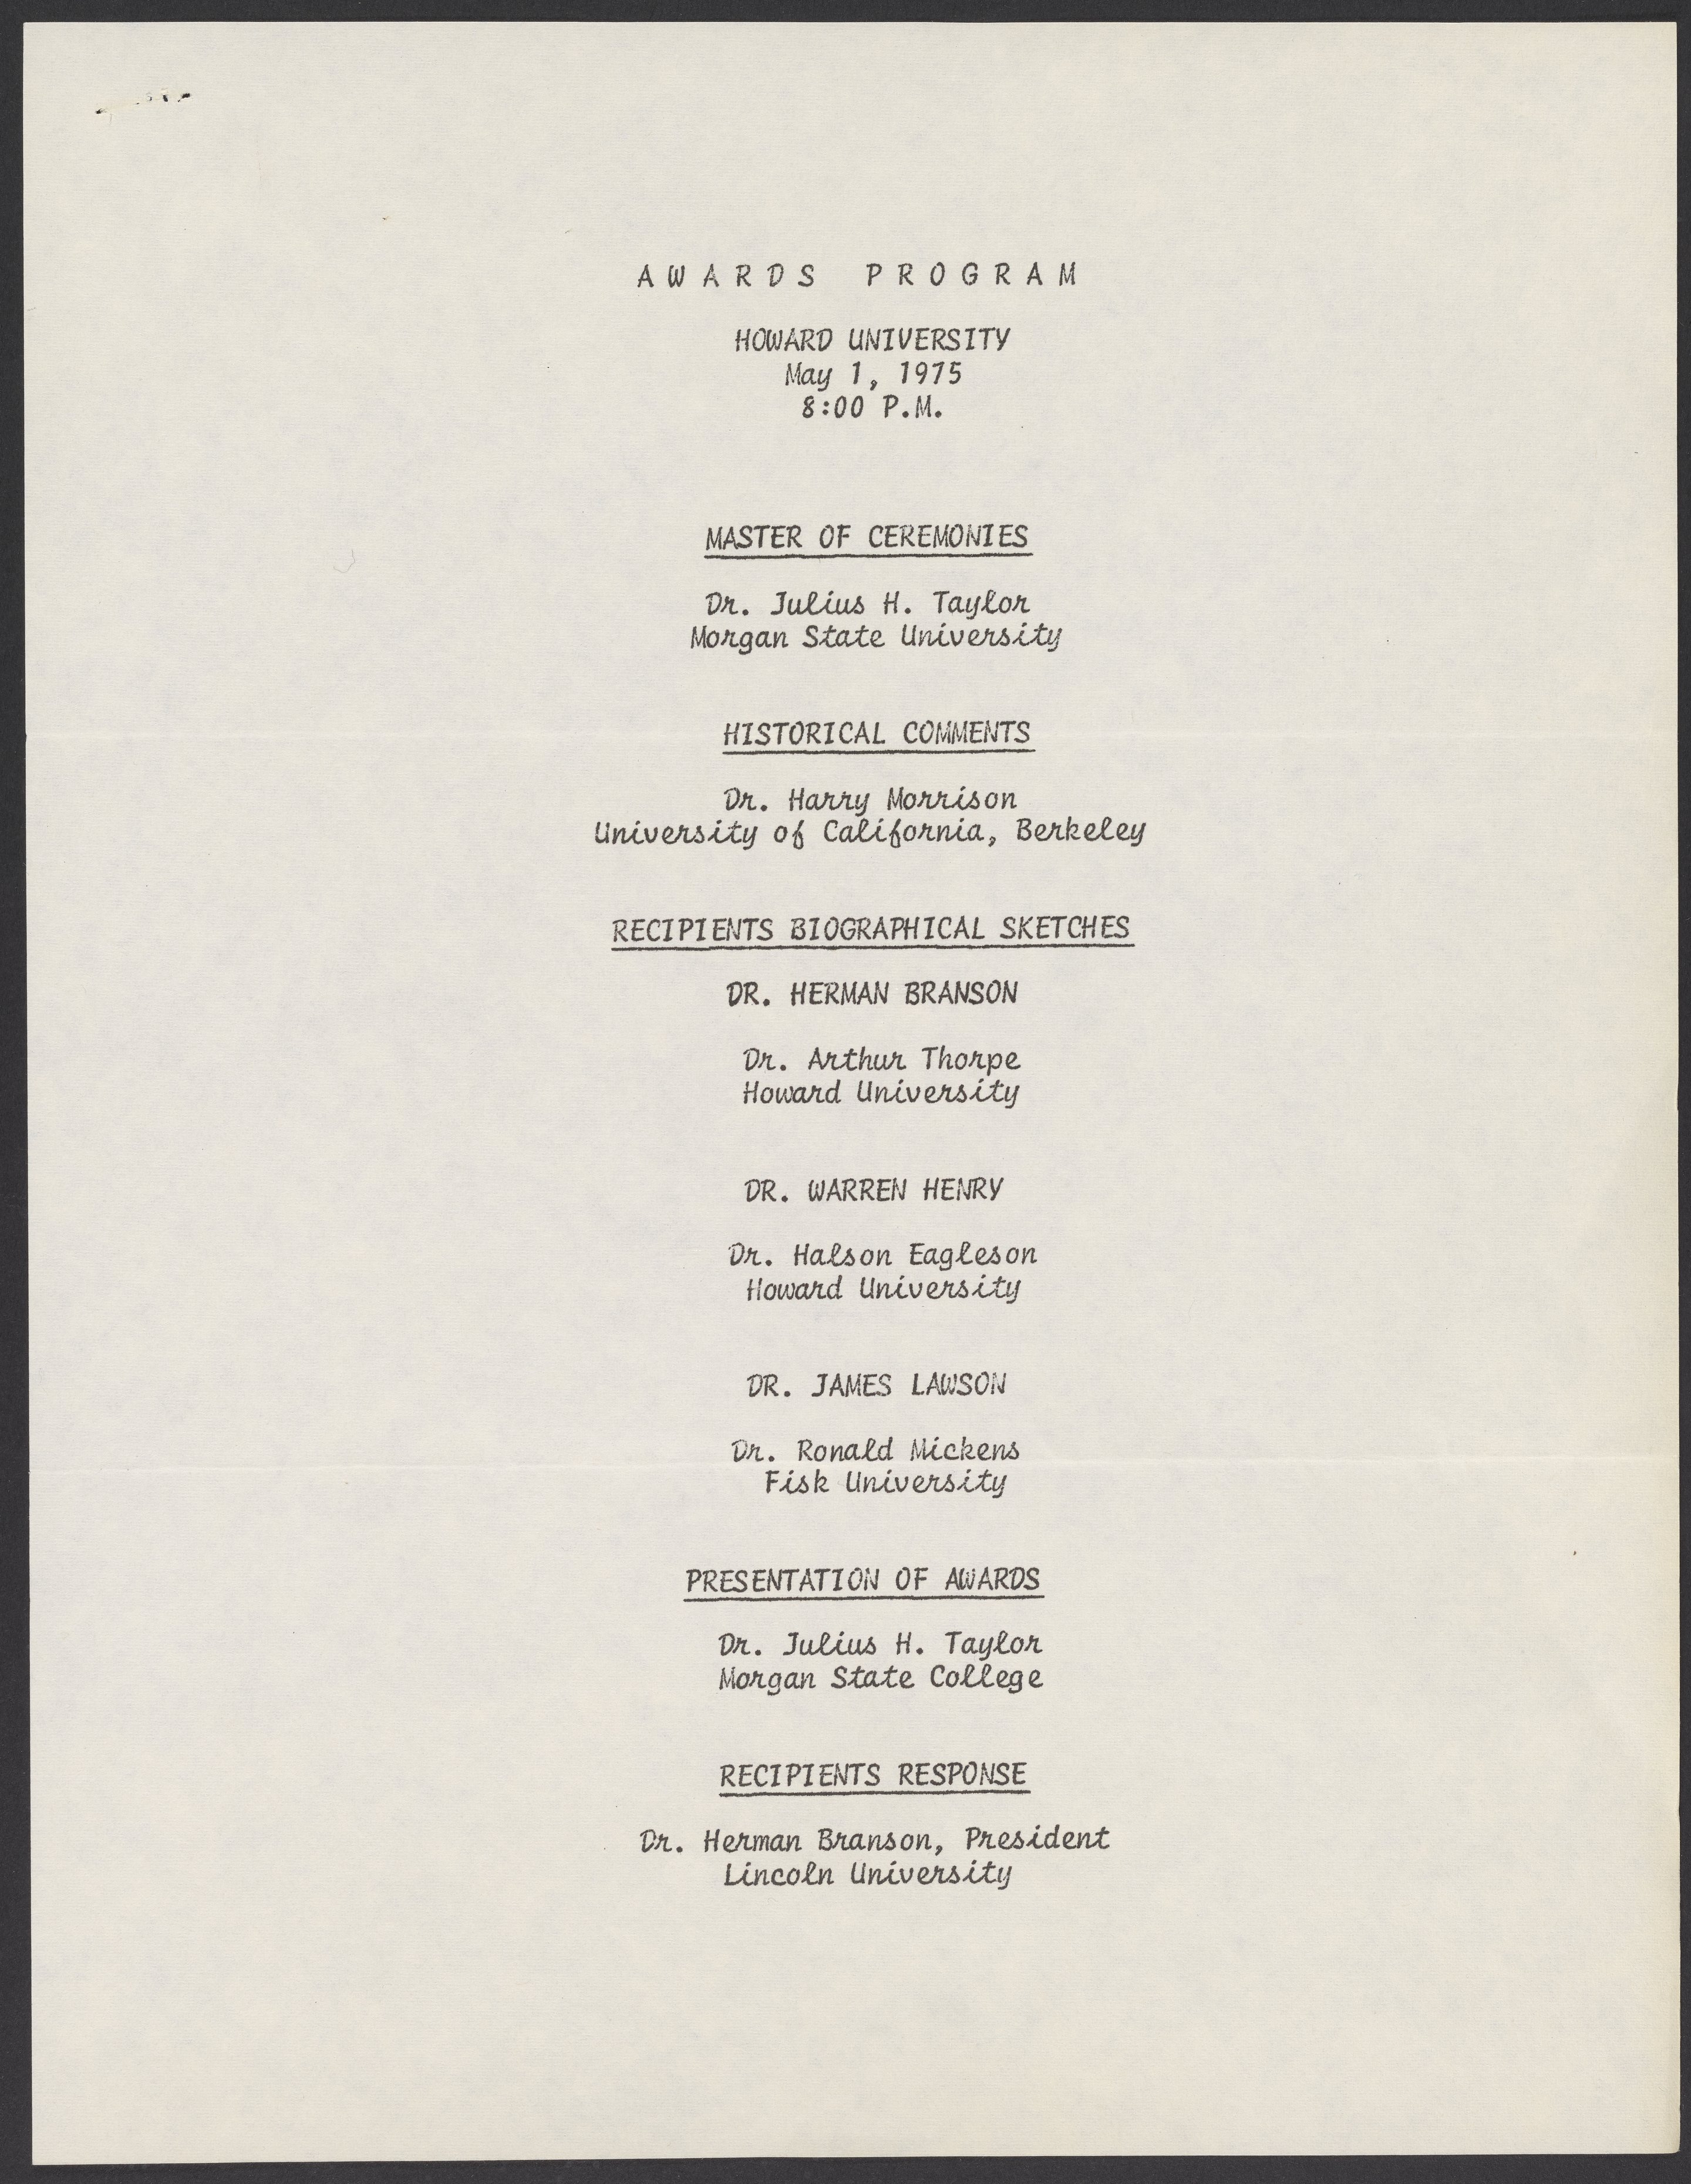 AWARDS PROGRAM
HOWARD UNIVERSITY
May 1, 1975
8:00 P.M.
MASTER OF CEREMONIES
Dr. Julius H. Taylor
Morgan State University
HISTORICAL COMMENTS
Dr. Harry Morrison
University of California, Berkeley
RECIPIENTS BIOGRAPHICAL SKETCHES
DR. HERMAN BRANSON
Dr. Arthur Thorpe
Howard University
DR. WARREN HENRY
Dr. Halson Eagleson
Howard University
DR. JAMES LAWSON
Dr. Ronald Mickens
Fisk University
PRESENTATION OF AWARDS
Dr. Julius H. Taylor
Morgan State College
RECIPIENTS RESPONSE
Dr. Herman Branson, President
Lincoln University